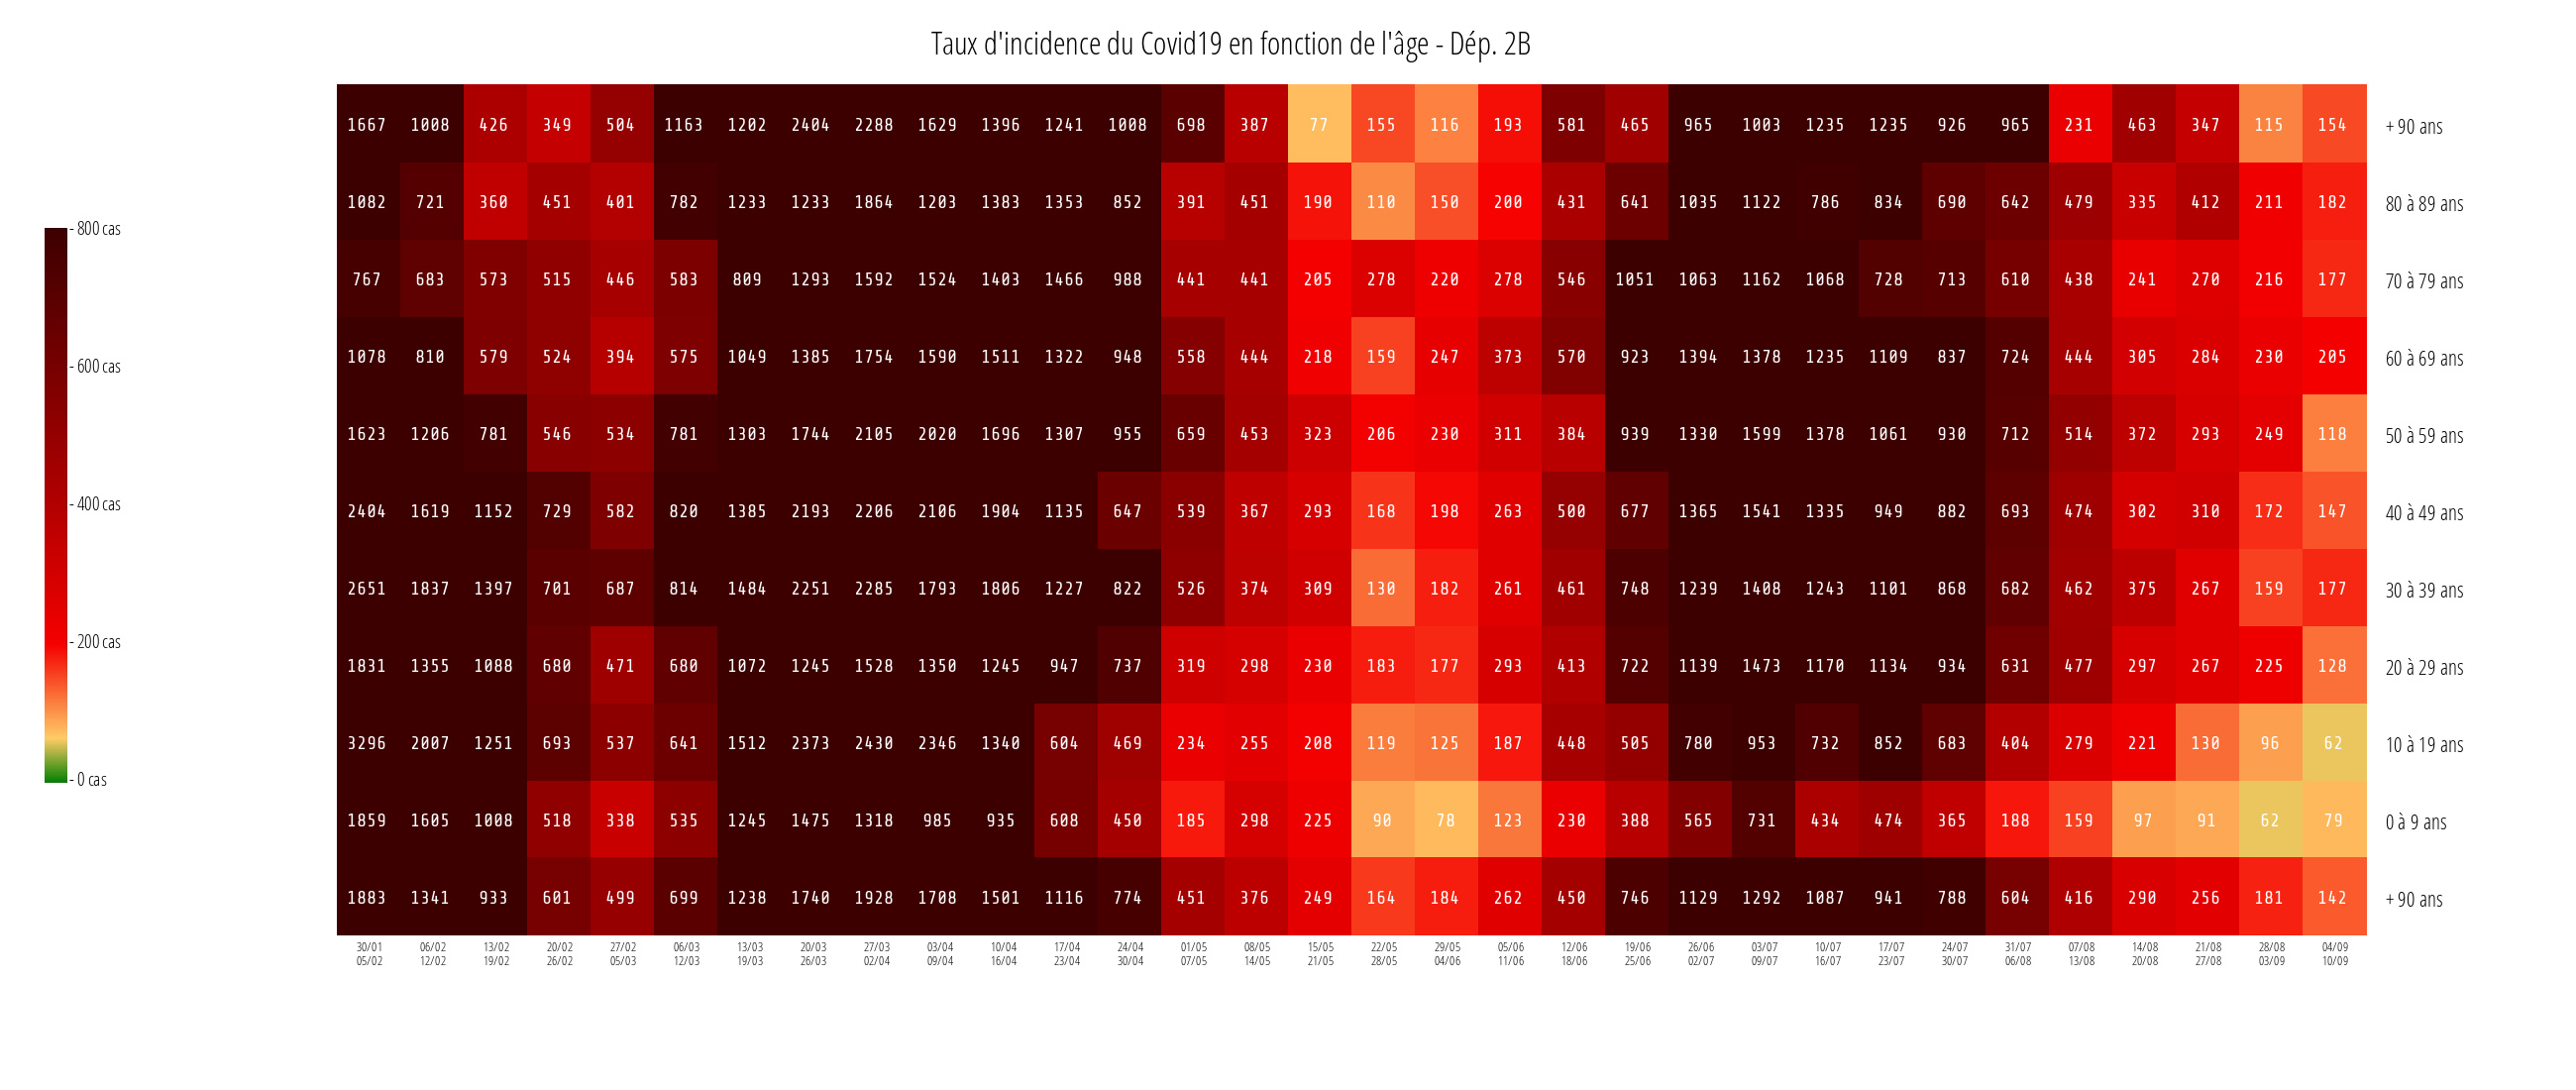 Taux d'incidence du Covid19 en fonction de l'âge - Dép. 2B
1667 1008 426 349 504 1163 1202 2404 2288 1629 1396 1241 1008 698 387 77 155 116 193 581 465 965 1003 1235 1235 926 965 231 463 347 115 154 + 90 ans
1082 721 360 451 401 782 1233 1233 1864 1203 1383 1353 852 391 451 190 110 150 200 431 641 1035 1122 786 834 690 642 479 335 412 211 182 80 à 89 ans
767 683 573 515 446 583 809 1293 1592 1524 1403 1466 988 441 441 205 278 220 278 546 1051 1063 1162 1068 728 713 610 438 241 270 216 177 70 à 79 ans
1078 810 579 524 394 575 1049 1385 1754 1590 1511 1322 948 558 444 218 159 247 373 570 923 1394 1378 1235 1109 837 724 444 305 284 230 205 60 à 69 ans
1623 1206 781 546 534 781 1303 1744 2105 2020 1696 1307 955 659 453 323 206 230 311 384 939 1330 1599 1378 1061 930 712 514 372 293 249 118 50 à 59 ans
2404 1619 1152 729 582 820 1385 2193 2206 2106 1904 1135 647 539 367 293 168 198 263 500 677 1365 1541 1335 949 882 693 474 302 310 172 147 40 à 49 ans
2651 1837 1397 701 687 814 1484 2251 2285 1793 1806 1227 822 526 374 309 130 182 261 461 748 1239 1408 1243 1101 868 682 462 375 267 159 177 30 à 39 ans
1831 1355 1088 680 471 680 1072 1245 1528 1350 1245 947 737 319 298 230 183 177 293 413 722 1139 1473 1170 1134 934 631 477 297 267 225 128 20 à 29 ans
3296 2007 1251 693 537 641 1512 2373 2430 2346 1340 604 469 234 255 208 119 125 187 448 505 780 953 732 852 683 404 279 221 130 96 62 10 à 19 ans
1859 1605 1008 518 338 535 1245 1475 1318 985 935 608 450 185 298 225 90 78 123 230 388 565 731 434 474 365 188 159 97 91 62 79 0 à 9 ans
1883 1341 933 601 499 699 1238 1740 1928 1708 1501 1116 774 451 376 249 164 184 262 450 746 1129 1292 1087 941 788 604 416 290 256 181 142 + 90 ans
30/01 06/02 13/02 20/02 27/02 06/03 13/03 20/03 27/03 03/04 10/04 17/04 24/04 01/05 08/05 15/05 22/05 29/05 05/06 12/06 19/06 26/06 03/07 10/07 17/07 24/07 31/07 07/08 14/08 21/08 28/08 04/09
05/02 12/02 19/02 26/02 05/03 12/03 19/03 26/03 02/04 09/04 16/04 23/04 30/04 07/05 14/05 21/05 28/05 04/06 11/06 18/06 25/06 02/07 09/07 16/07 23/07 30/07 06/08 13/08 20/08 27/08 03/09 10/09
- 800 cas
- 600 cas
- 400 cas
- 200 cas
- 0 cas